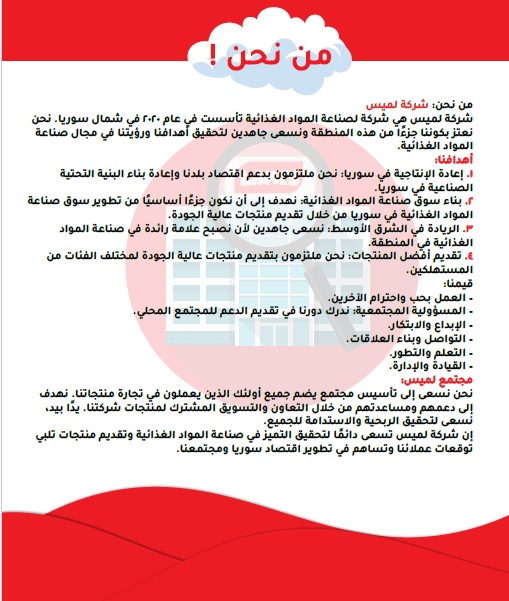 من نحن !
من نحن: شركة لميس
شركة لميس هي شركة لصناعة المواد الغذائية تأسست في عام ٢٠٢٠ في شمال سوريا. نحن
نعتز بكوننا جزءًا من هذه المنطقة ونسعى جاهدين لتحقيق أهدافنا ورؤيتنا في مجال صناعة
المواد الغذائية.
أهدافنا:
١. إعادة الإنتاجية في سوريا: نحن ملتزمون بدعم اقتصاد بلدنا وإعادة بناء البنية التحتية
الصناعية في سوريا.
٢. بناء سوق صناعة المواد الغذائية: نهدف إلى أن نكون جزءًا أساسيًا من تطوير سوق صناعة
المواد الغذائية في سوريا من خلال تقديم منتجات عالية الجودة.
٣. الريادة في الشرق الأوسط: نسعى جاهدين لأن نصبح علامة رائدة في صناعة المواد
الغذائية في المنطقة.
٤. تقديم أفضل المنتجات: نحن ملتزمون بتقديم منتجات عالية الجودة لمختلف الفئات من
المستهلكين.
قيمنا:
- العمل بحب واحترام الآخرين.
- المسؤولية المجتمعية: ندرك دورنا في تقديم الدعم للمجتمع المحلي.
- الإبداع والابتكار.
- التواصل وبناء العلاقات.
- التعلم والتطور.
- القيادة والإدارة.
مجتمع لميس:
نحن نسعى إلى تأسيس مجتمع يضم جميع أولئك الذين يعملون في تجارة منتجاتنا. نهدف
إلى دعمهم ومساعدتهم من خلال التعاون والتسويق المشترك لمنتجات شركتنا. يدًا بيد،
نسعى لتحقيق الربحية والاستدامة للجميع.
إن شركة لميس تسعى دائمًا لتحقيق التميز في صناعة المواد الغذائية وتقديم منتجات تلبي
توقعات عملائنا وتساهم في تطوير اقتصاد سوريا ومجتمعنا.